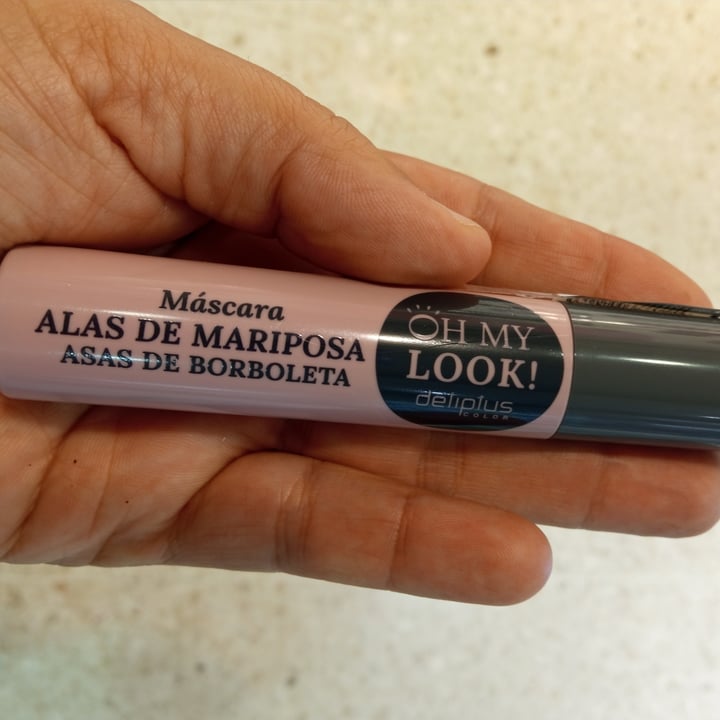 Máscara
ALAS DE MARIPOSA
ASAS DE BORBOLETA
OH MY
LOOK!
deliplus
COLOR